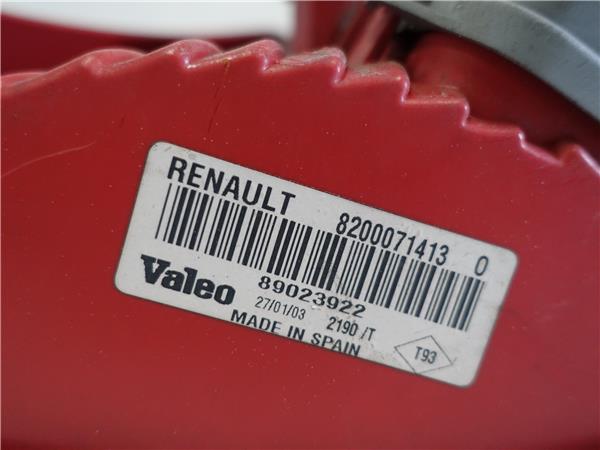 RENAULT 8200071413 0
Valeo 89023922
27/01/03 2190 /T
MADE IN SPAIN T93